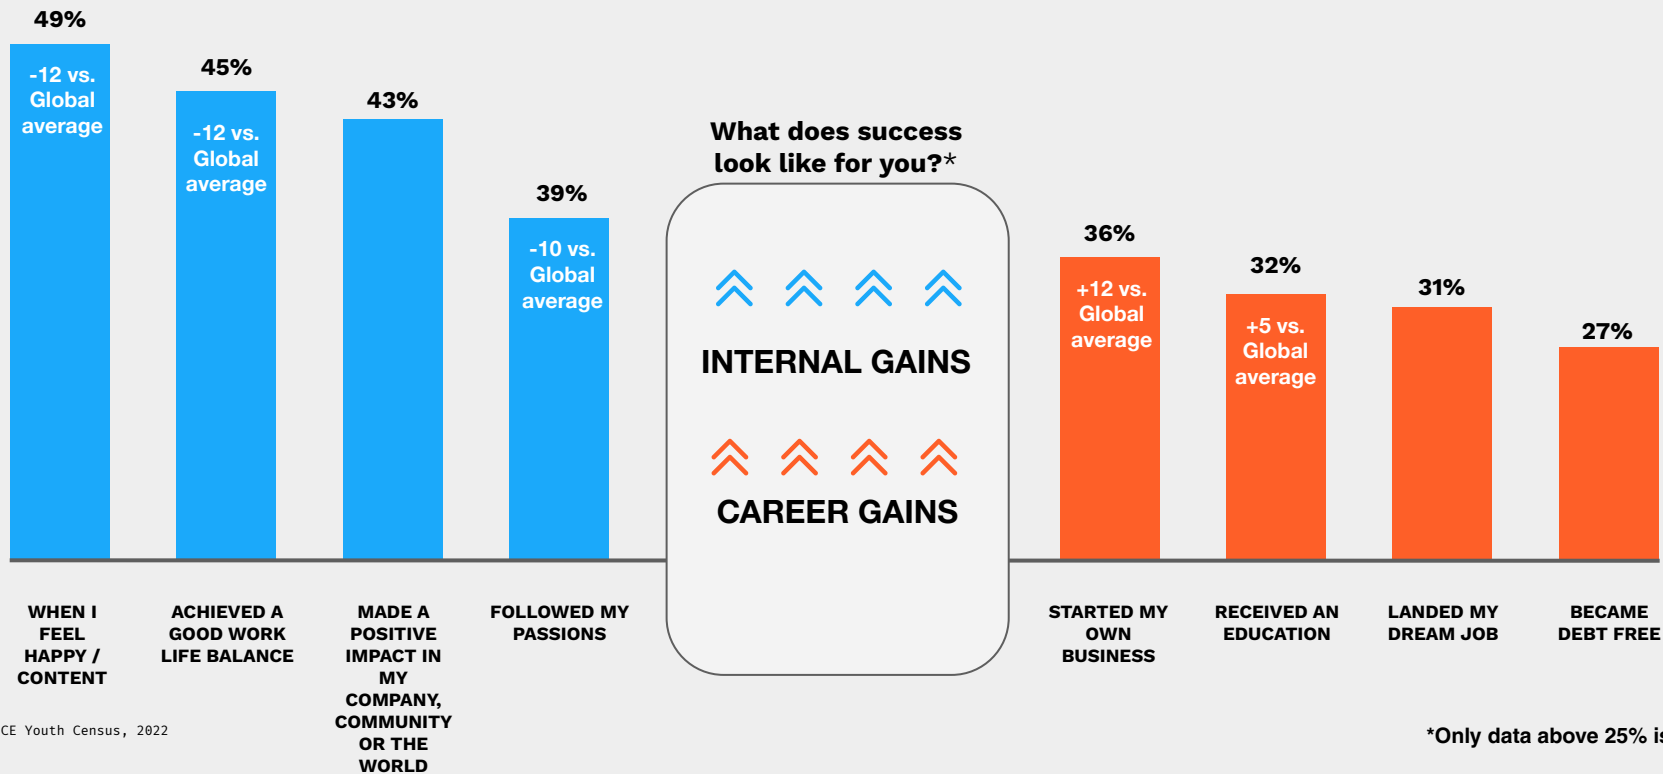 49%
-12 vs.
Global
average
45%
-12 vs.
Global
average
43%
39%
-10 vs.
Global
average
What does success
look like for you?*
INTERNAL GAINS
CAREER GAINS
36%
+12 vs.
Global
average
32%
+5 vs.
Global
average
31%
27%
WHEN I
FEEL
HAPPY /
CONTENT
ACHIEVED A
GOOD WORK
LIFE BALANCE
MADE A
POSITIVE
IMPACT IN
MY
COMPANY,
COMMUNITY
OR THE
WORLD
FOLLOWED MY
PASSIONS
STARTED MY
OWN
BUSINESS
RECEIVED AN
EDUCATION
LANDED MY
DREAM JOB
BECAME
DEBT FREE
CE Youth Census, 2022
*Only data above 25% is